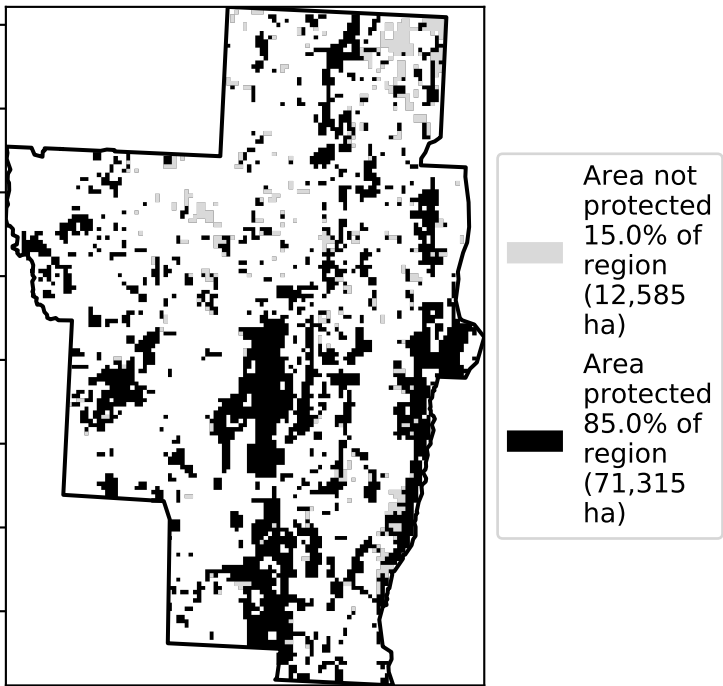 Area not
protected
15.0% of
region
(12,585
ha)
Area
protected
85.0% of
region
(71,315
ha)